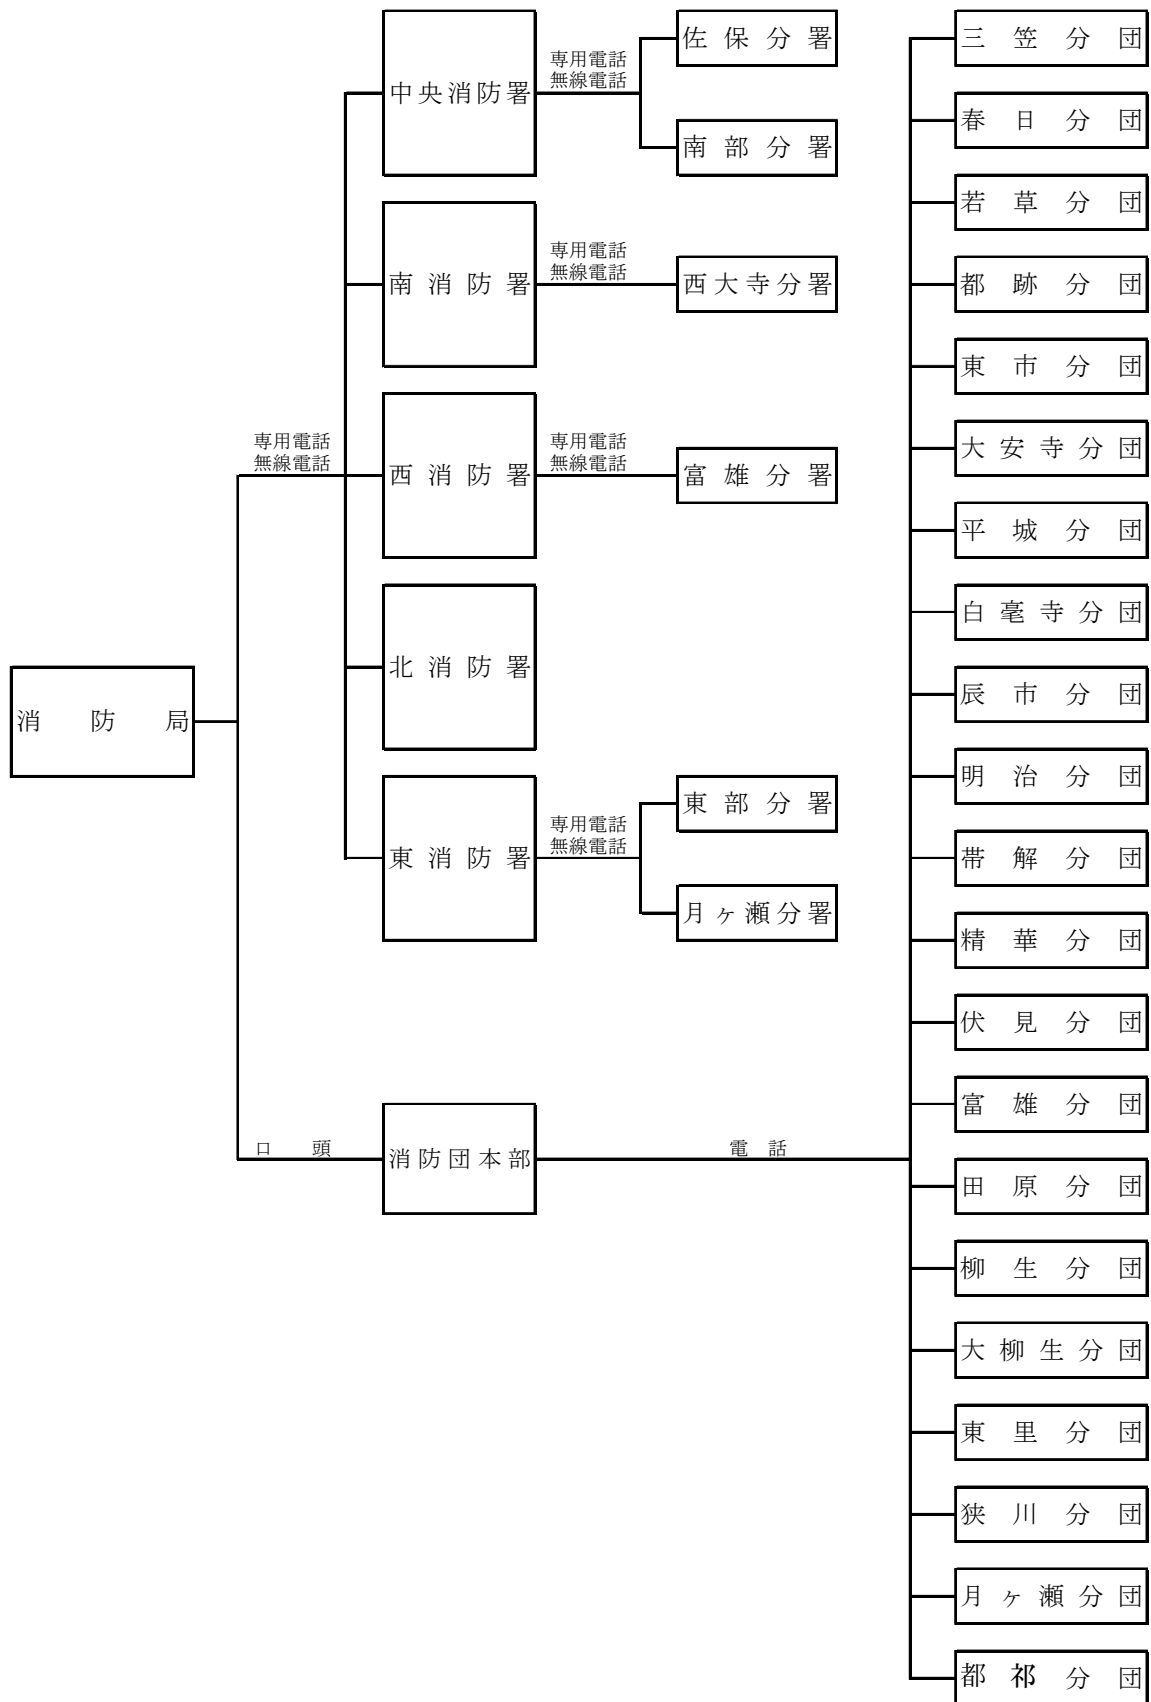 消防局
専用電話
無線電話
中央消防署
専用電話
無線電話
佐保分署
南部分署
南消防署
専用電話
無線電話
西大寺分署
西消防署
専用電話
無線電話
富雄分署
北消防署
東消防署
専用電話
無線電話
東部分署
月ヶ瀬分署
口頭
消防団本部
電話
三笠分団
春日分団
若草分団
都跡分団
東市分団
大安寺分団
平城分団
白毫寺分団
辰市分団
明治分団
帯解分団
精華分団
伏見分団
富雄分団
田原分団
柳生分団
大柳生分団
東里分団
狭川分団
月ヶ瀬分団
都祁分団